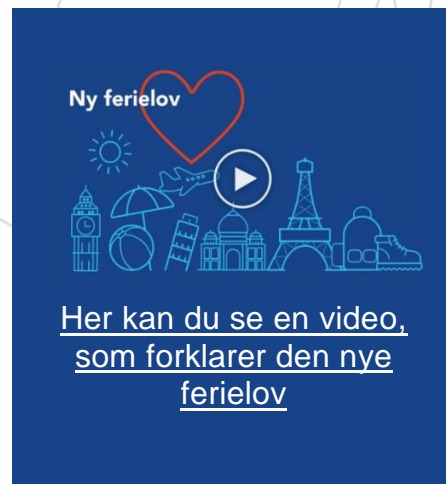 Ny ferielov
Her kan du se en video,
som forklarer den nye
ferielov